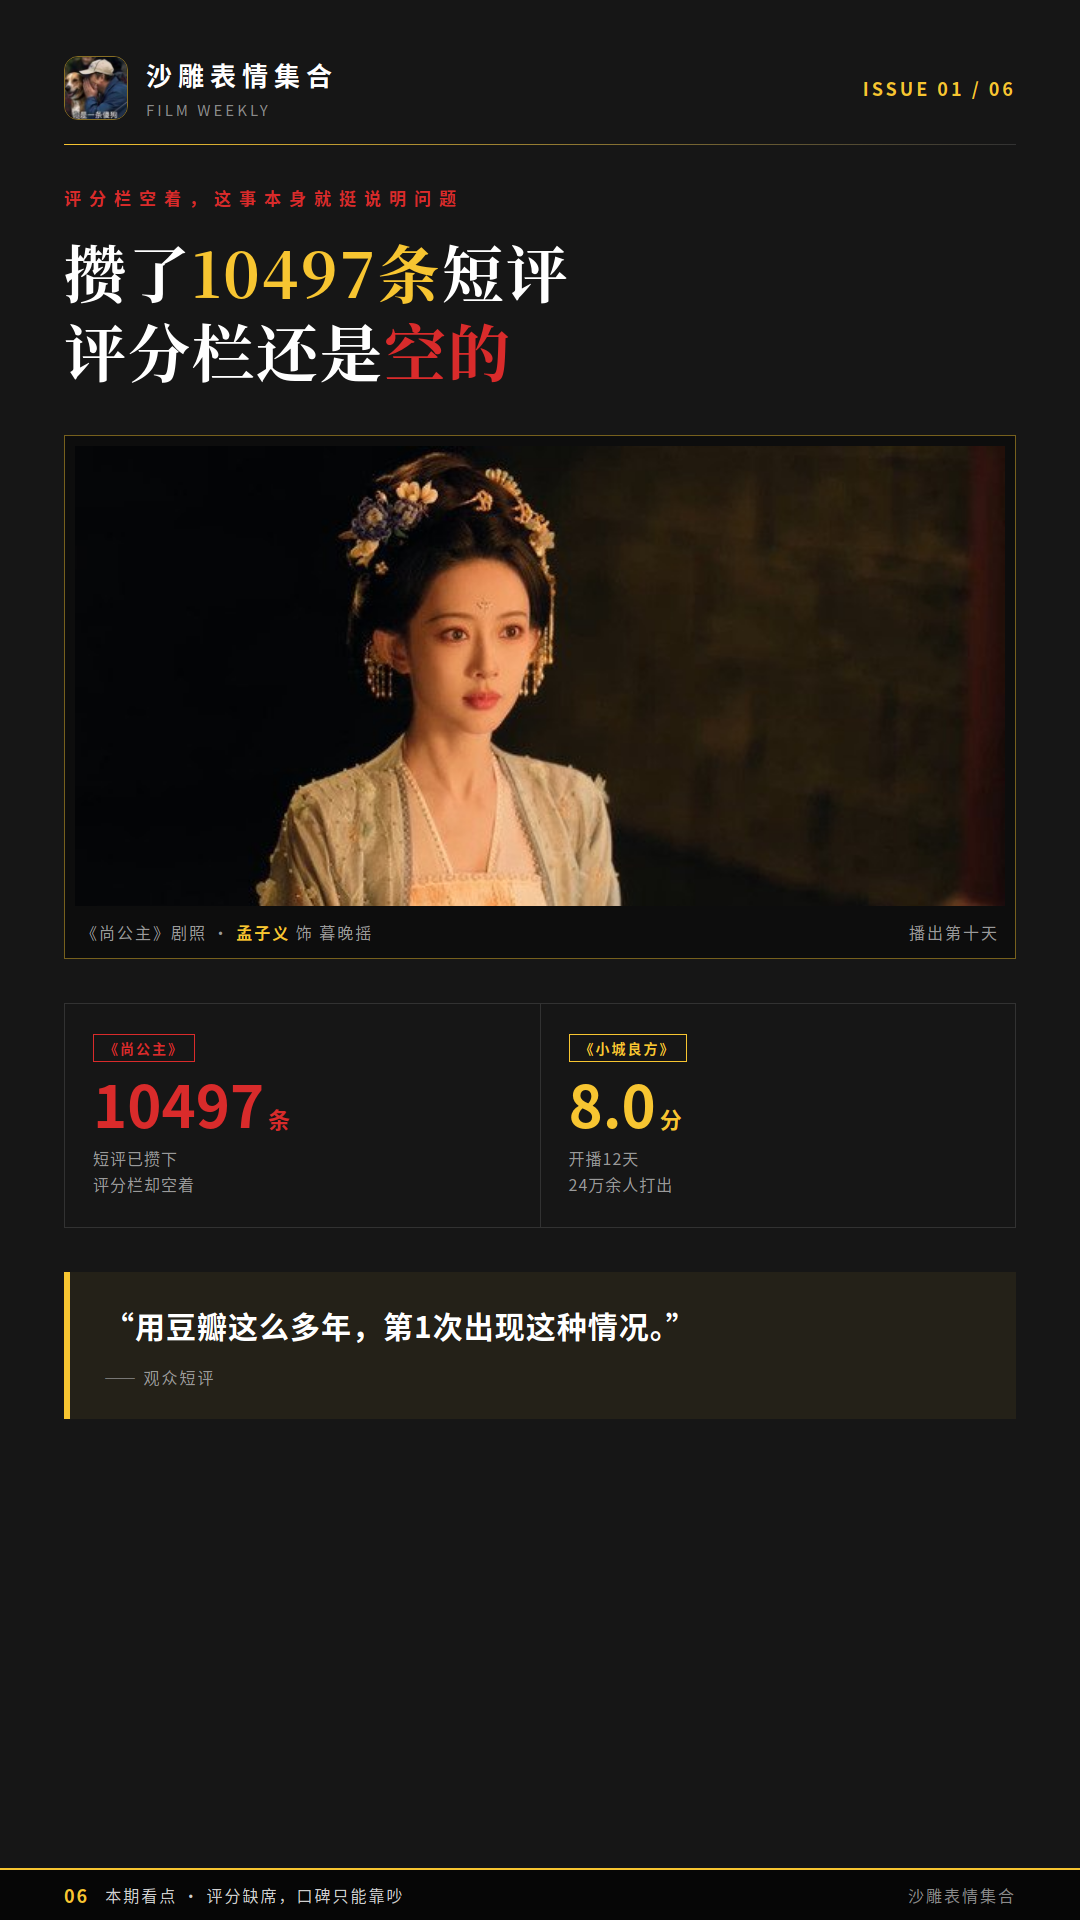 沙雕表情集合
FILM WEEKLY
ISSUE 01 / 06
评分栏空着，这事本身就挺说明问题
攒了10497条短评
评分栏还是空的
《尚公主》剧照 · 孟子义 饰 暮晚摇
播出第十天
《尚公主》
10497条
短评已攒下
评分栏却空着
《小城良方》
8.0分
开播12天
24万余人打出
“用豆瓣这么多年，第1次出现这种情况。”
—— 观众短评
06 本期看点 · 评分缺席，口碑只能靠吵
沙雕表情集合